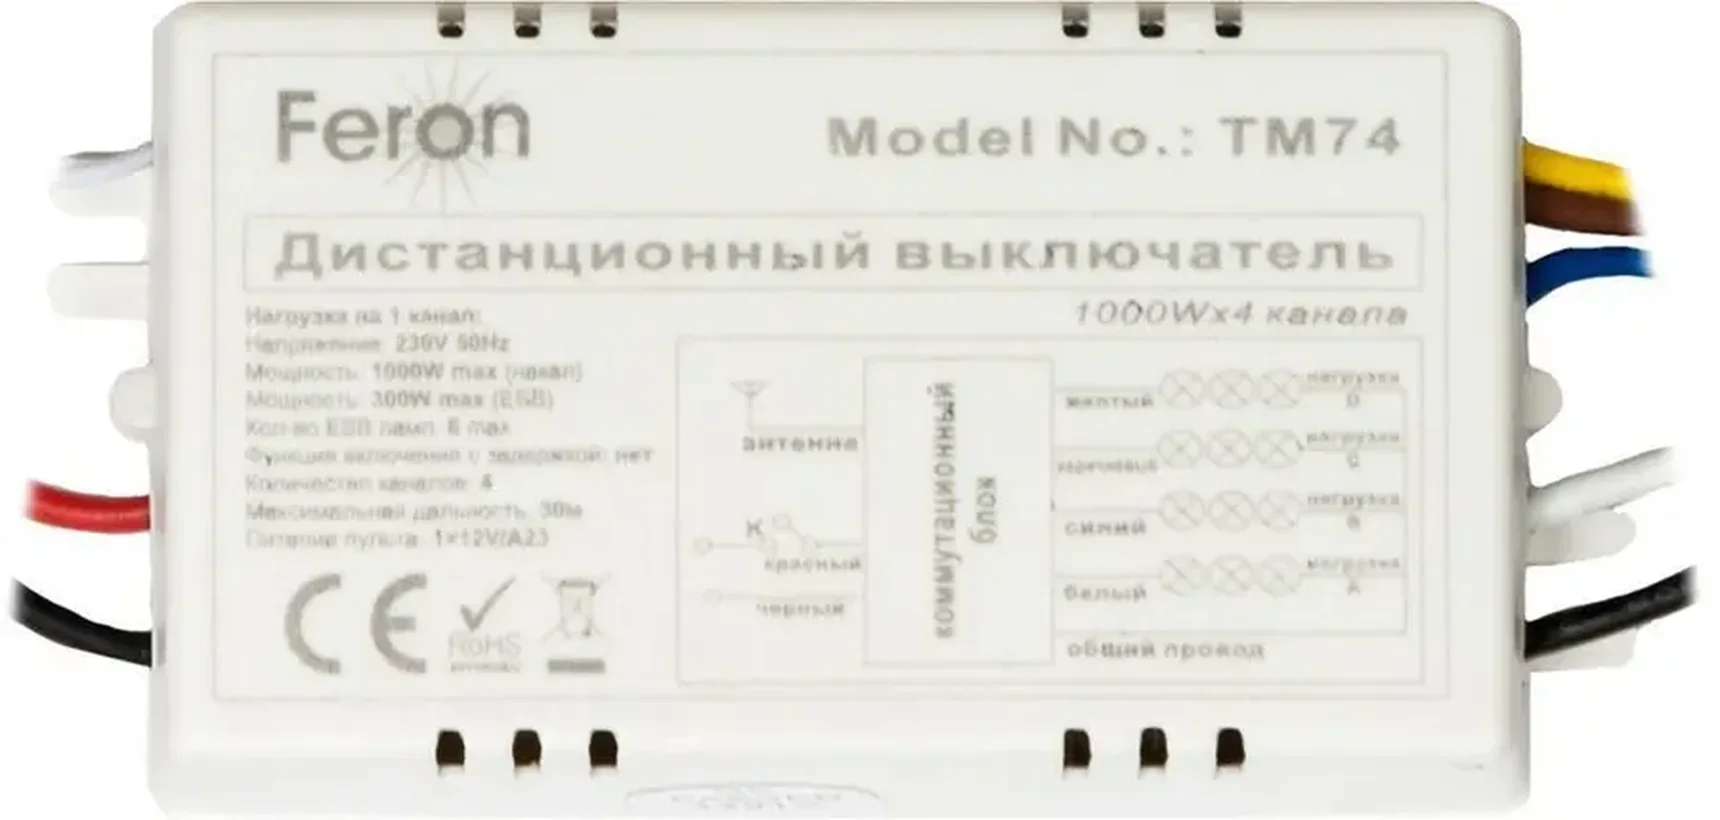 Feron
Model No.: TM74
Дистанционный выключатель
1000Wx4 канала
Нагрузка на 1 канал:
Напряжение: 230V 50Hz
Мощность: 1000W max (накал)
Мощность: 300W max (ЕБВ)
Кол-во ЕБВ ламп: 6 max
Функция включения с задержкой: нет
Количество каналов: 4
Максимальная дальность: 30м
Питание пульта: 1×12V/A23
CE
RoHS
антенна
К
красный
черный
коммутационный
блок
желтый
нагрузка
D
коричневый
нагрузка
C
синий
нагрузка
B
белый
нагрузка
A
общий провод